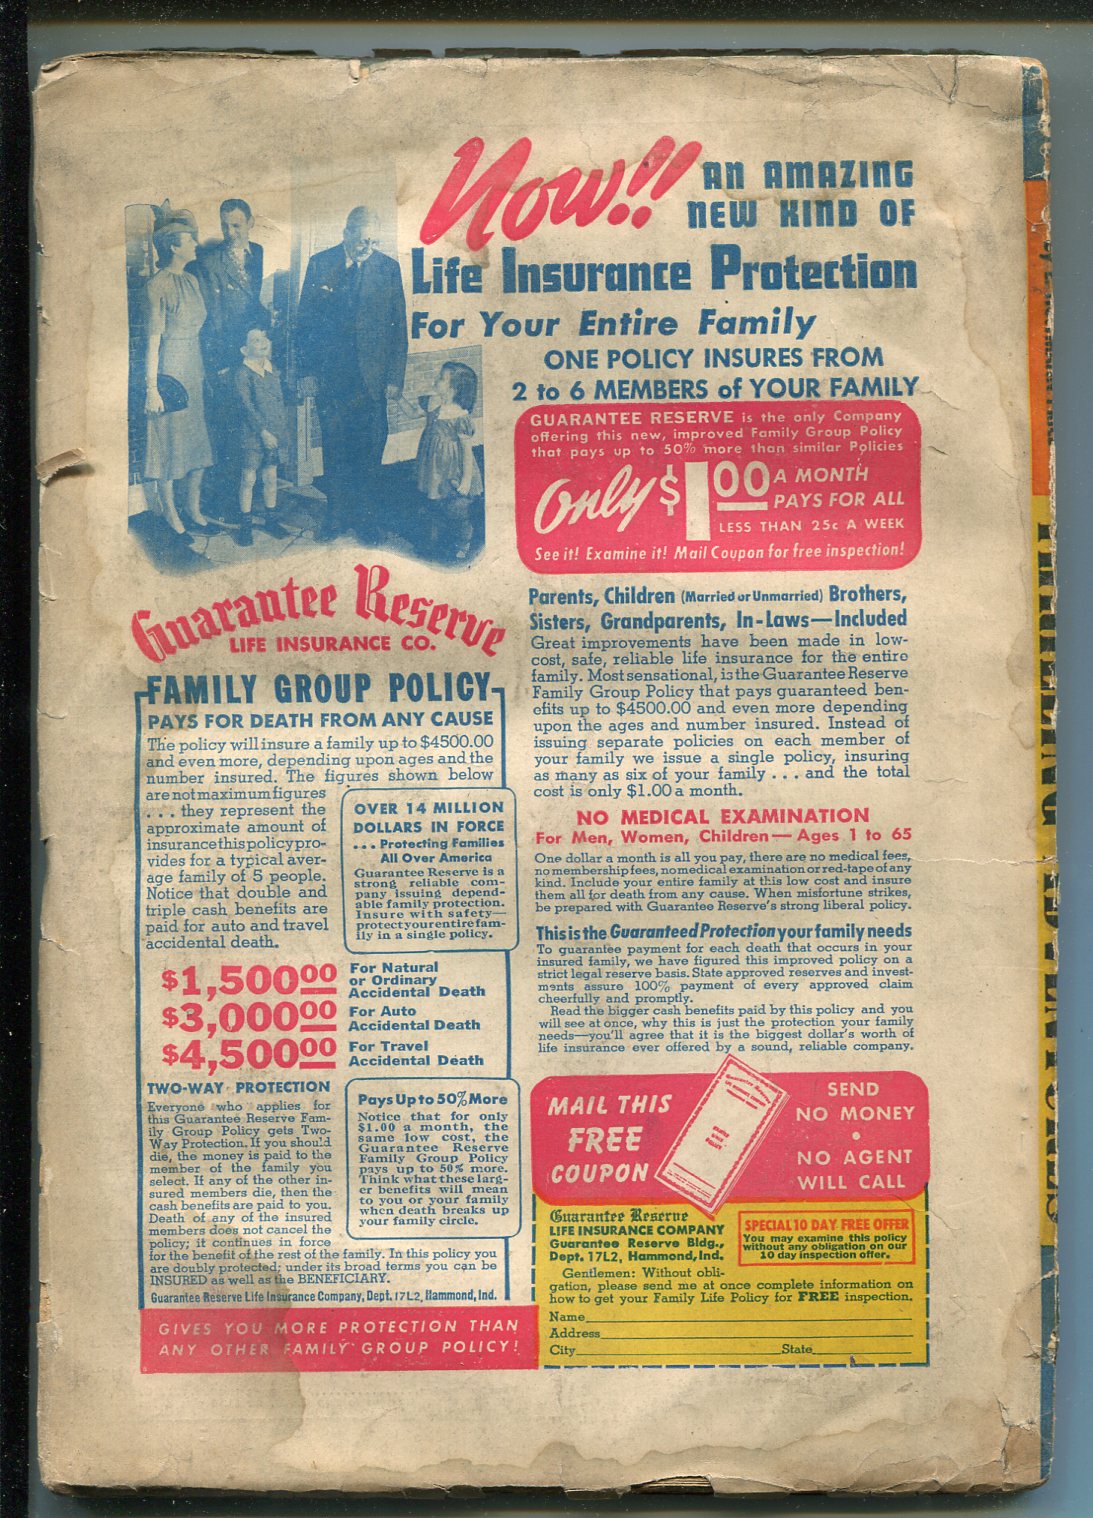 Now!! AN AMAZING
NEW KIND OF
Life Insurance Protection
For Your Entire Family
ONE POLICY INSURES FROM
2 to 6 MEMBERS of YOUR FAMILY
GUARANTEE RESERVE is the only Company
offering this new, improved Family Group Policy
that pays up to 50% more than similar Policies
Only $1.00 A MONTH
PAYS FOR ALL
LESS THAN 25c A WEEK
See it! Examine it! Mail Coupon for free inspection!
Guarantee Reserve
LIFE INSURANCE CO.
FAMILY GROUP POLICY
PAYS FOR DEATH FROM ANY CAUSE
The policy will insure a family up to $4500.00
and even more, depending upon ages and the
number insured. The figures shown below
are not maximum figures
. . . they represent the
approximate amount of
insurance this policy pro-
vides for a typical aver-
age family of 5 people.
Notice that double and
triple cash benefits are
paid for auto and travel
accidental death.
OVER 14 MILLION
DOLLARS IN FORCE
. . . Protecting Families
All Over America
Guarantee Reserve is a
strong reliable com-
pany issuing depend-
able family protection.
Insure with safety—
protect your entire fam-
ily in a single policy.
$1,500.00 For Natural
or Ordinary
Accidental Death
$3,000.00 For Auto
Accidental Death
$4,500.00 For Travel
Accidental Death
TWO-WAY PROTECTION
Everyone who applies for
this Guarantee Reserve Fam-
ily Group Policy gets Two-
Way Protection. If you should
die, the money is paid to the
member of the family you
select. If any of the other in-
sured members die, then the
cash benefits are paid to you.
Death of any of the insured
members does not cancel the
policy; it continues in force
for the benefit of the rest of the family. In this policy you
are doubly protected; under its broad terms you can be
INSURED as well as the BENEFICIARY.
Guarantee Reserve Life Insurance Company, Dept. 17L2, Hammond, Ind.
Pays Up to 50% More
Notice that for only
$1.00 a month, the
same low cost, the
Guarantee Reserve
Family Group Policy
pays up to 50% more.
Think what these larg-
er benefits will mean
to you or your family
when death breaks up
your family circle.
GIVES YOU MORE PROTECTION THAN
ANY OTHER FAMILY GROUP POLICY!
Parents, Children (Married or Unmarried) Brothers,
Sisters, Grandparents, In-Laws—Included
Great improvements have been made in low-
cost, safe, reliable life insurance for the entire
family. Most sensational, is the Guarantee Reserve
Family Group Policy that pays guaranteed ben-
efits up to $4500.00 and even more depending
upon the ages and number insured. Instead of
issuing separate policies on each member of
your family we issue a single policy, insuring
as many as six of your family . . . and the total
cost is only $1.00 a month.
NO MEDICAL EXAMINATION
For Men, Women, Children—Ages 1 to 65
One dollar a month is all you pay, there are no medical fees,
no membership fees, no medical examination or red-tape of any
kind. Include your entire family at this low cost and insure
them all for death from any cause. When misfortune strikes,
be prepared with Guarantee Reserve's strong liberal policy.
This is the Guaranteed Protection your family needs
To guarantee payment for each death that occurs in your
insured family, we have figured this improved policy on a
strict legal reserve basis. State approved reserves and invest-
ments assure 100% payment of every approved claim
cheerfully and promptly.
Read the bigger cash benefits paid by this policy and you
will see at once, why this is just the protection your family
needs—you'll agree that it is the biggest dollar's worth of
life insurance ever offered by a sound, reliable company.
MAIL THIS
FREE
COUPON
SEND
NO MONEY
•
NO AGENT
WILL CALL
Guarantee Reserve
LIFE INSURANCE COMPANY
Guarantee Reserve Bldg.,
Dept. 17L2, Hammond, Ind.
SPECIAL 10 DAY FREE OFFER
You may examine this policy
without any obligation on our
10 day inspection offer.
Gentlemen: Without obli-
gation, please send me at once complete information on
how to get your Family Life Policy for FREE inspection.
Name
Address
City State